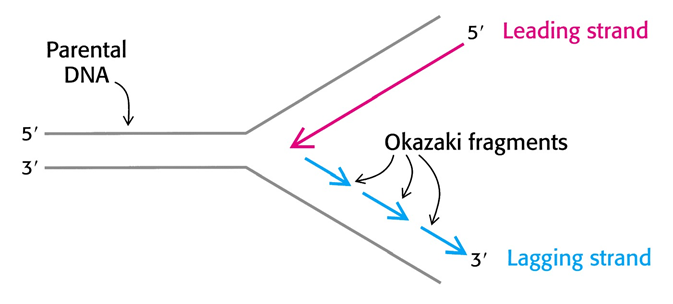 5′ Leading strand
Parental
DNA
5′
Okazaki fragments
3′
3′ Lagging strand